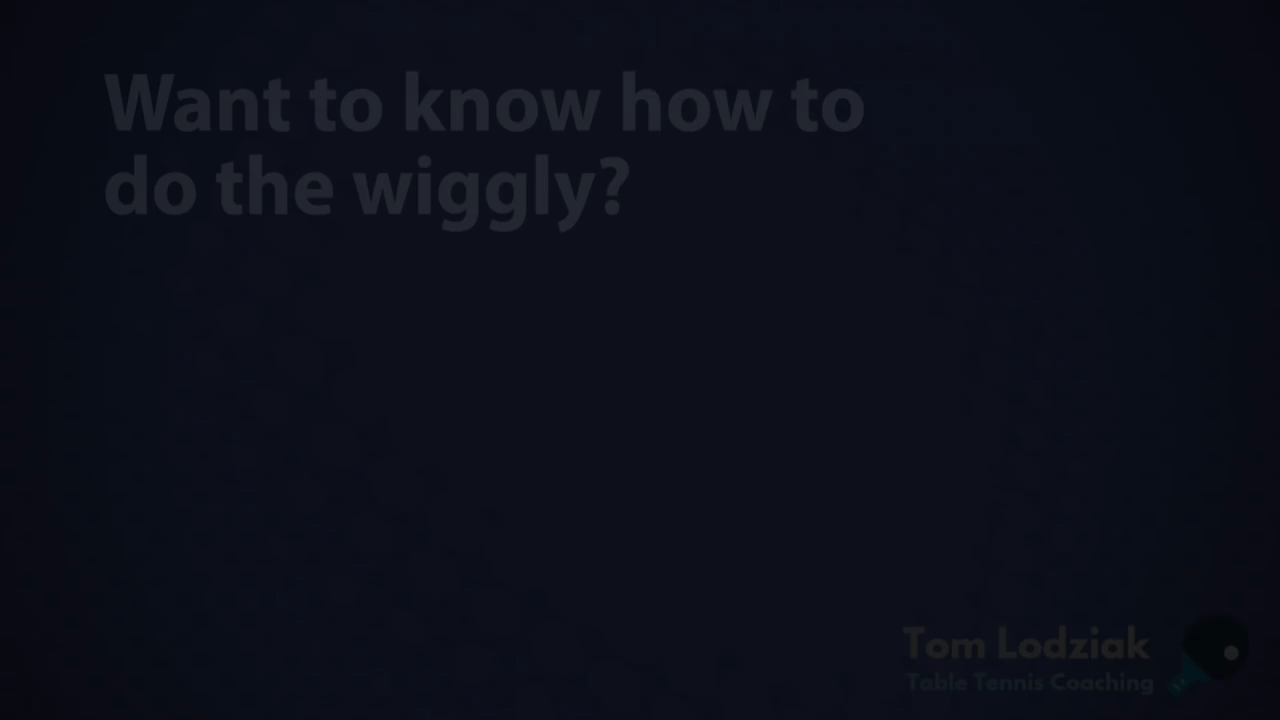 Want to know how to
do the wiggly?
Tom Lodziak
Table Tennis Coaching